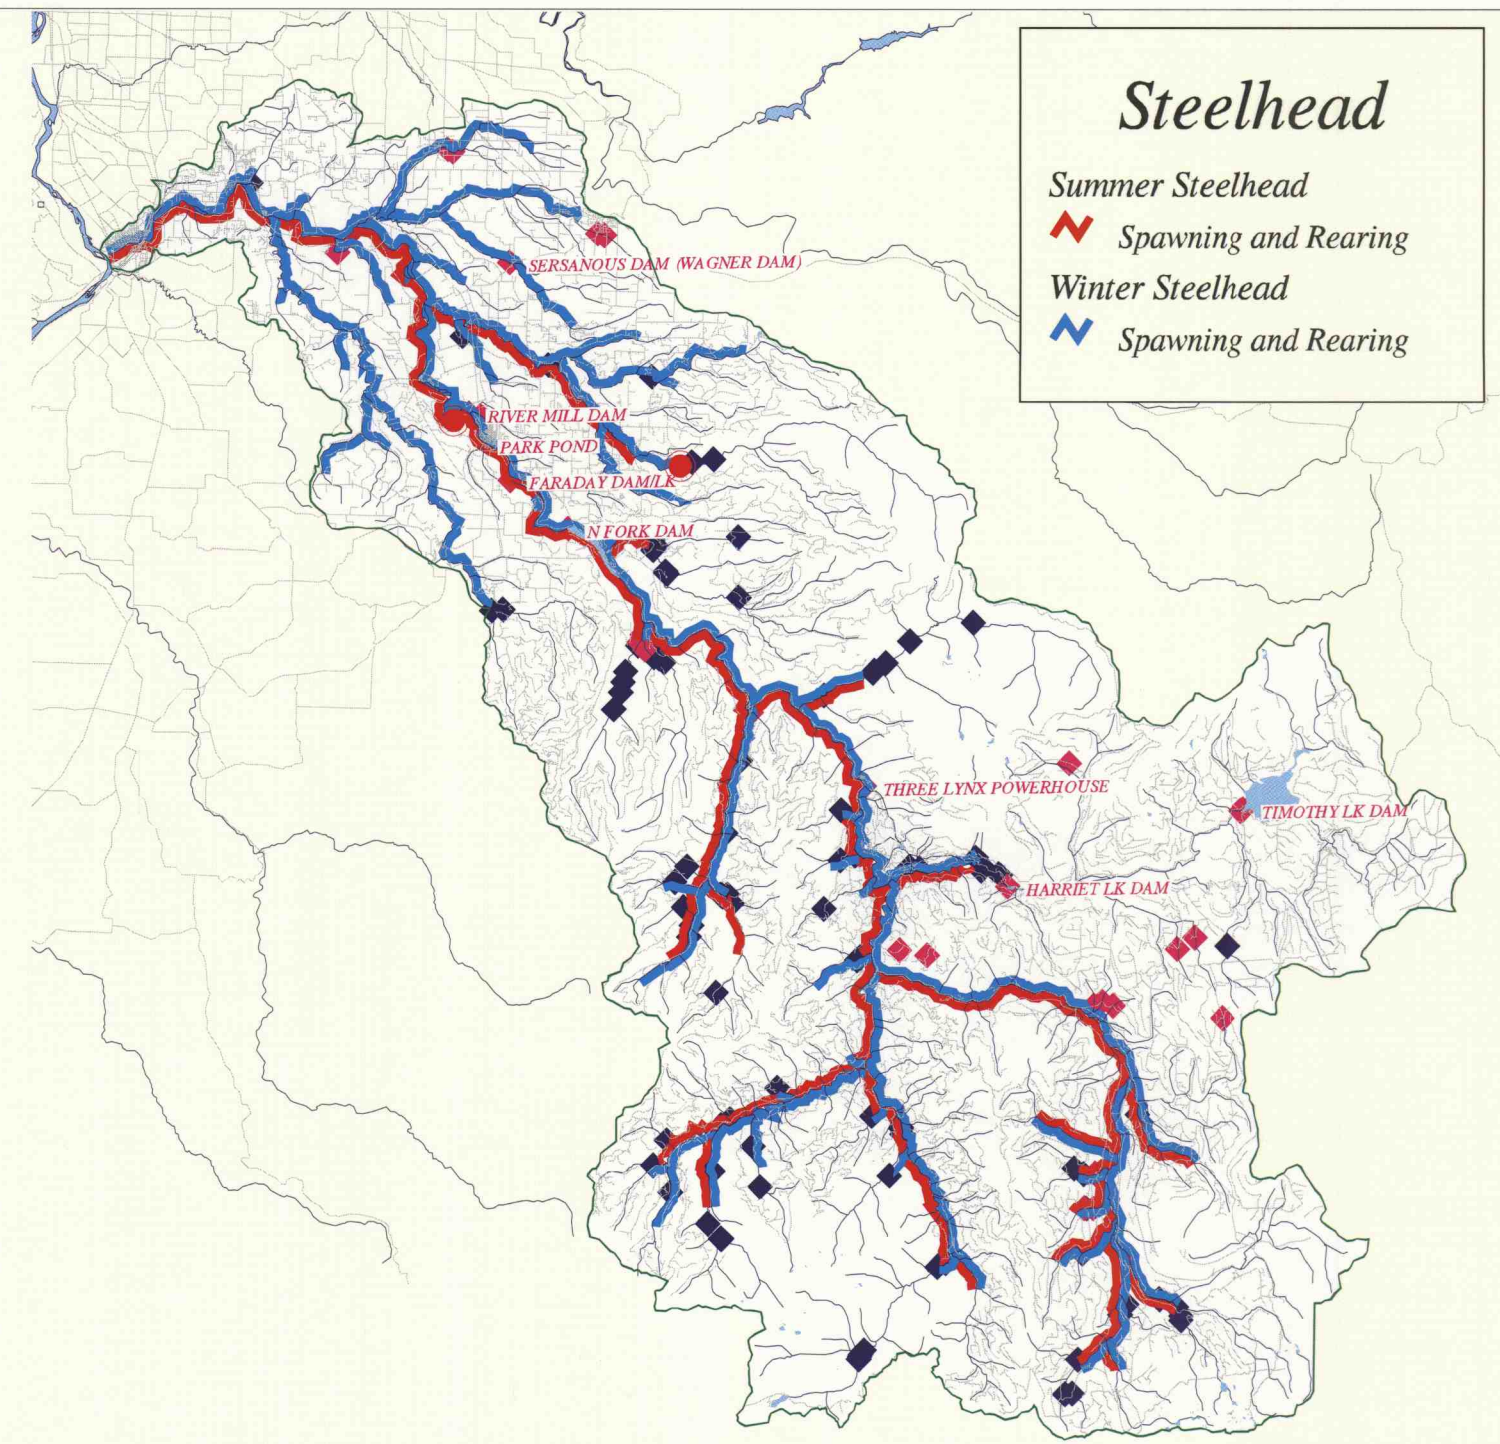 Steelhead
Summer Steelhead
Spawning and Rearing
Winter Steelhead
Spawning and Rearing
SERSANOUS DAM (WAGNER DAM)
RIVER MILL DAM
PARK POND
FARADAY DAM/LK
N FORK DAM
THREE LYNX POWERHOUSE
TIMOTHY LK DAM
HARRIET LK DAM